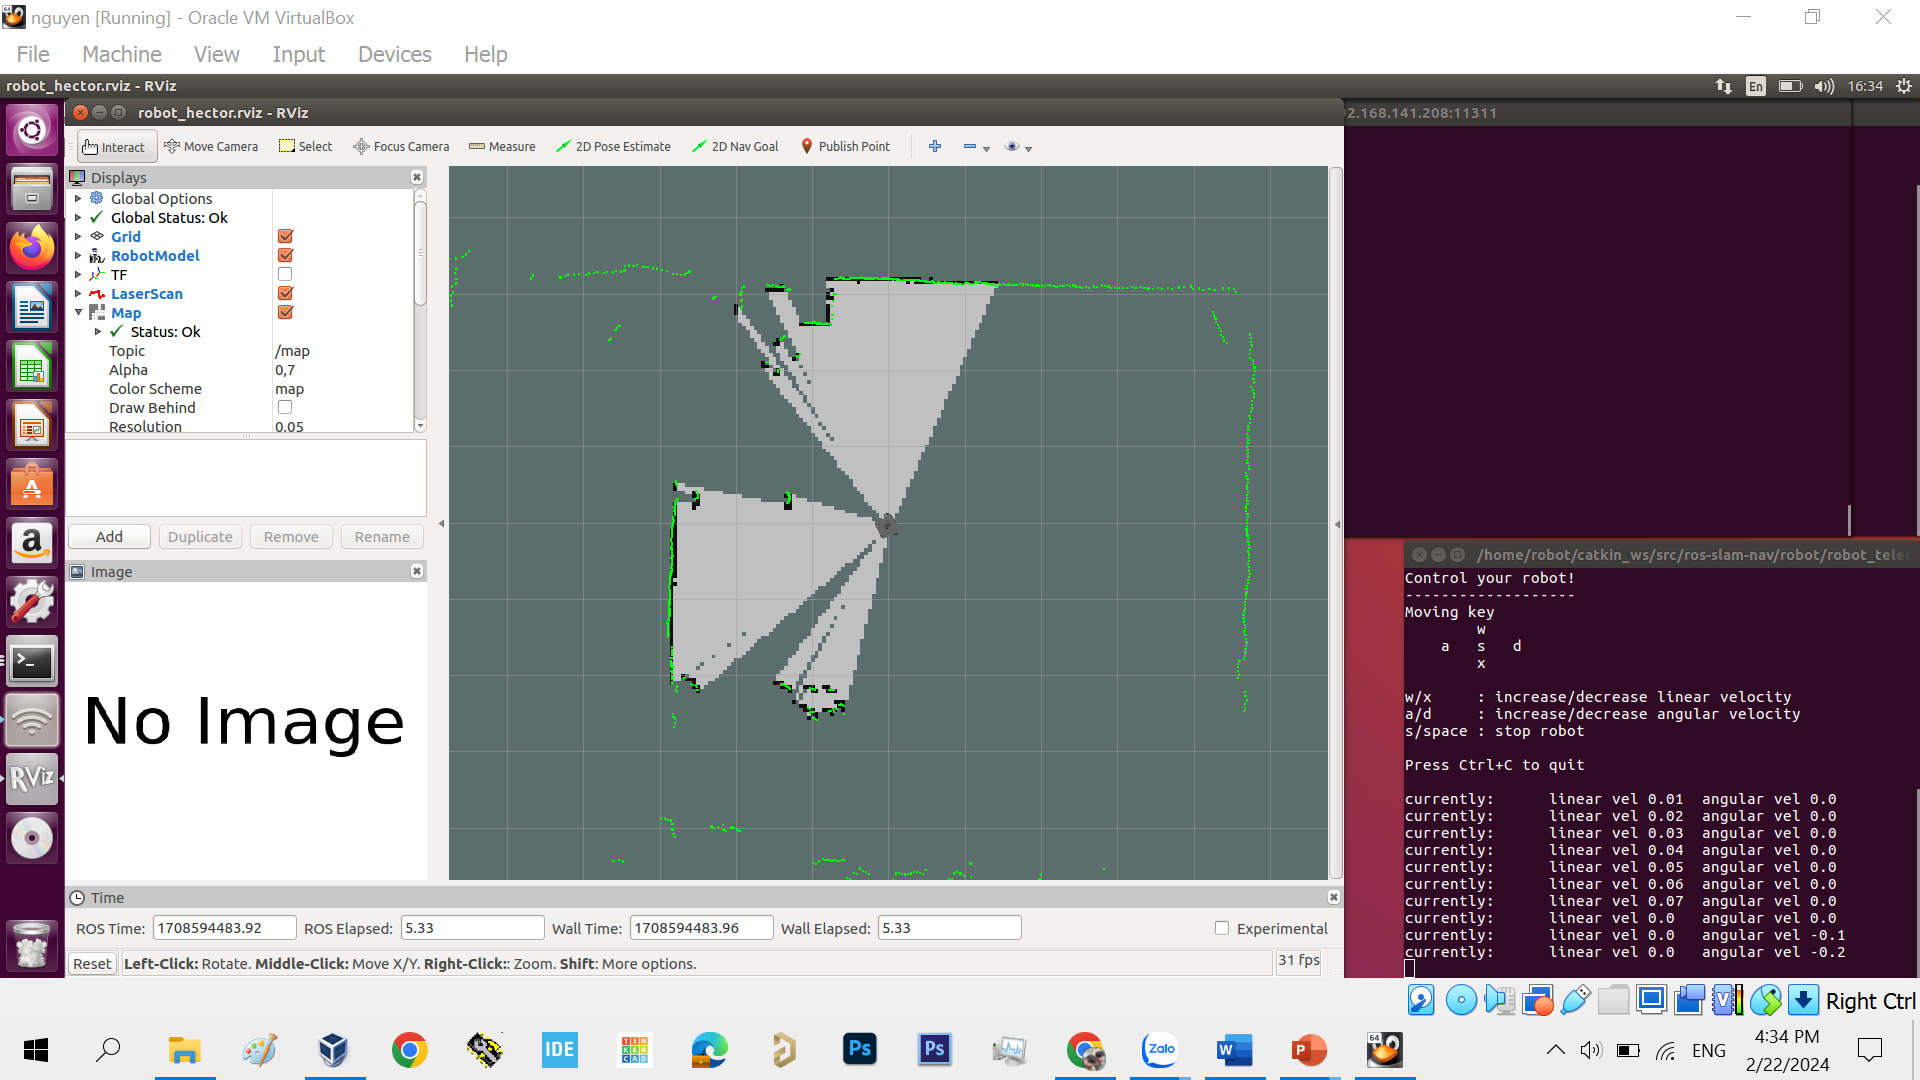 nguyen [Running] - Oracle VM VirtualBox
File Machine View Input Devices Help
robot_hector.rviz - RViz
En
16:34
robot_hector.rviz - RViz
2.168.141.208:11311
Interact Move Camera Select Focus Camera Measure 2D Pose Estimate 2D Nav Goal Publish Point
Displays
Global Options
Global Status: Ok
Grid
RobotModel
TF
LaserScan
Map
Status: Ok
Topic /map
Alpha 0,7
Color Scheme map
Draw Behind
Resolution 0.05
Add Duplicate Remove Rename
Image
No Image
/home/robot/catkin_ws/src/ros-slam-nav/robot/robot_teleo
Control your robot!
-------------------
Moving key
w
a s d
x
w/x : increase/decrease linear velocity
a/d : increase/decrease angular velocity
s/space : stop robot
Press Ctrl+C to quit
currently: linear vel 0.01 angular vel 0.0
currently: linear vel 0.02 angular vel 0.0
currently: linear vel 0.03 angular vel 0.0
currently: linear vel 0.04 angular vel 0.0
currently: linear vel 0.05 angular vel 0.0
currently: linear vel 0.06 angular vel 0.0
currently: linear vel 0.07 angular vel 0.0
currently: linear vel 0.0 angular vel 0.0
currently: linear vel 0.0 angular vel -0.1
currently: linear vel 0.0 angular vel -0.2
RViz
Time
ROS Time: 1708594483.92 ROS Elapsed: 5.33 Wall Time: 1708594483.96 Wall Elapsed: 5.33 Experimental
Reset Left-Click: Rotate. Middle-Click: Move X/Y. Right-Click:: Zoom. Shift: More options. 31 fps
Right Ctrl
IDE
TIN
KER
CAD
Ps
Ps
Zalo
W
P
64
ENG
4:34 PM
2/22/2024